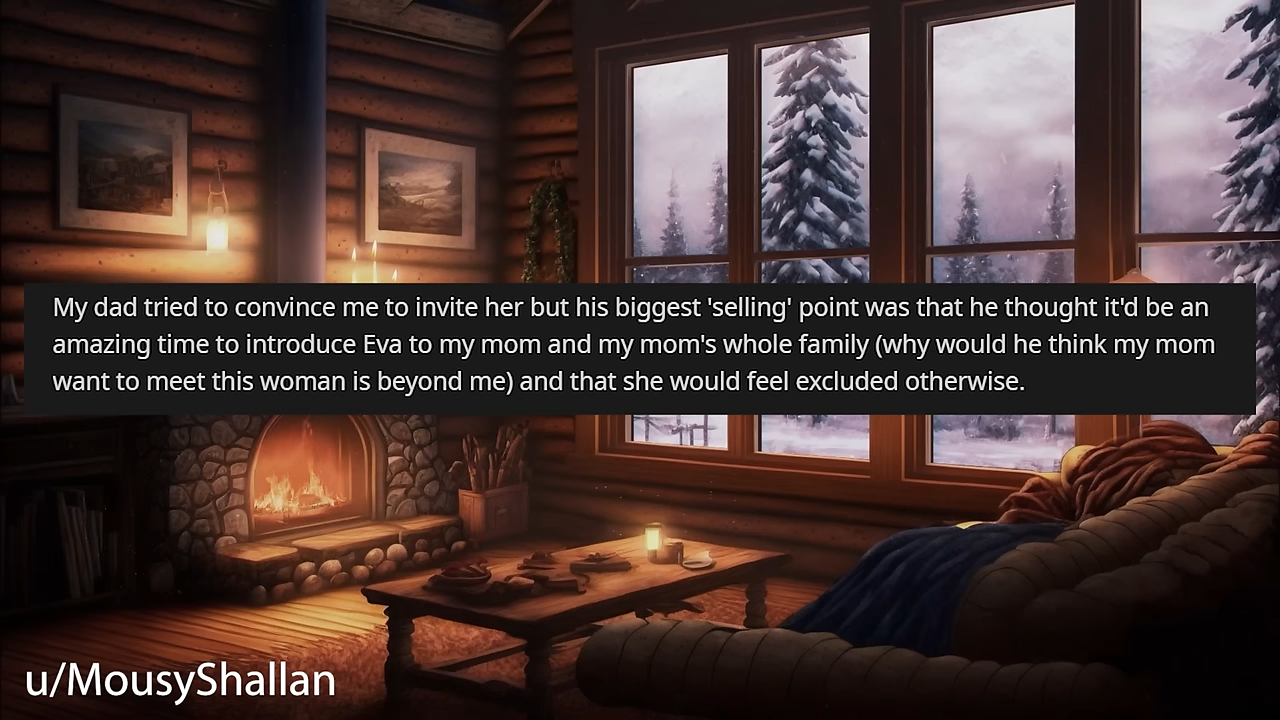 My dad tried to convince me to invite her but his biggest 'selling' point was that he thought it'd be an
amazing time to introduce Eva to my mom and my mom's whole family (why would he think my mom
want to meet this woman is beyond me) and that she would feel excluded otherwise.
u/MousyShallan